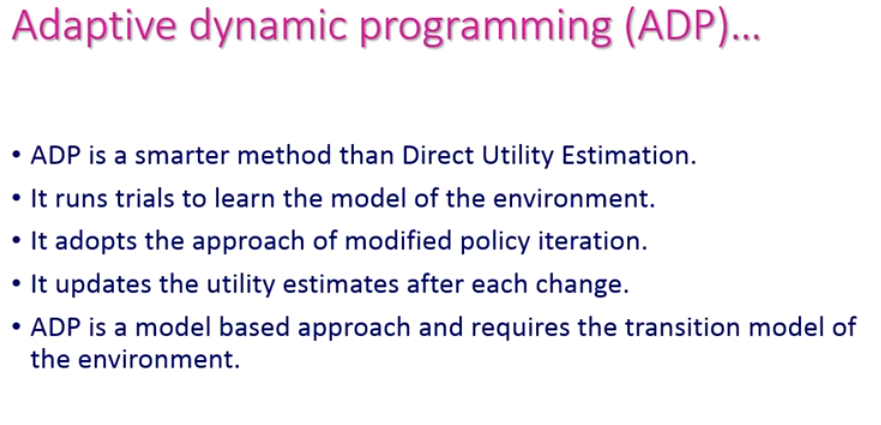 Adaptive dynamic programming (ADP)...
• ADP is a smarter method than Direct Utility Estimation.
• It runs trials to learn the model of the environment.
• It adopts the approach of modified policy iteration.
• It updates the utility estimates after each change.
• ADP is a model based approach and requires the transition model of
the environment.